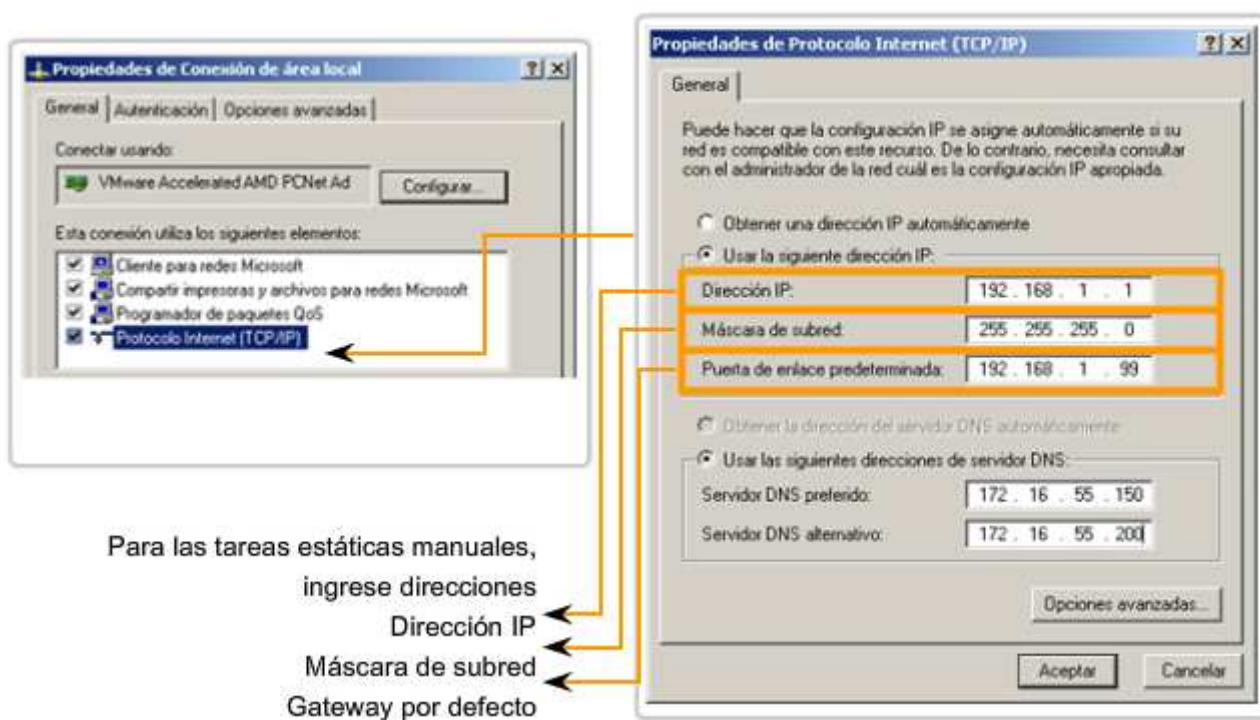 Propiedades de Conexión de área local
General Autenticación Opciones avanzadas
Conectar usando:
VMware Accelerated AMD PCNet Ad Configurar...
Esta conexión utiliza los siguientes elementos:
Cliente para redes Microsoft
Compartir impresoras y archivos para redes Microsoft
Programador de paquetes QoS
Protocolo Internet (TCP/IP)
Propiedades de Protocolo Internet (TCP/IP)
General
Puede hacer que la configuración IP se asigne automáticamente si su
red es compatible con este recurso. De lo contrario, necesita consultar
con el administrador de la red cuál es la configuración IP apropiada.
Obtener una dirección IP automáticamente
Usar la siguiente dirección IP:
Dirección IP: 192 . 168 . 1 . 1
Máscara de subred: 255 . 255 . 255 . 0
Puerta de enlace predeterminada: 192 . 168 . 1 . 99
Obtener la dirección del servidor DNS automáticamente
Usar las siguientes direcciones de servidor DNS:
Servidor DNS preferido: 172 . 16 . 55 . 150
Servidor DNS alternativo: 172 . 16 . 55 . 200
Opciones avanzadas...
Aceptar Cancelar
Para las tareas estáticas manuales,
ingrese direcciones
Dirección IP
Máscara de subred
Gateway por defecto